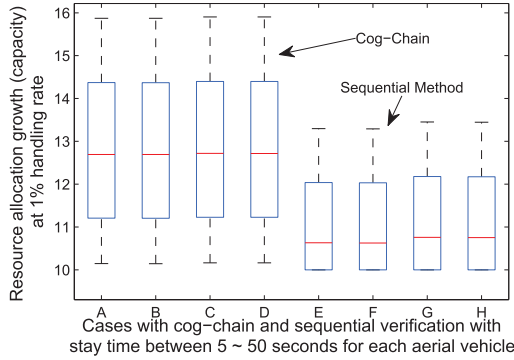 Resource allocation growth (capacity)
at 1% handling rate
16
15
14
13
12
11
10
Cog−Chain
Sequential Method
A B C D E F G H
Cases with cog−chain and sequential verification with
stay time between 5 ~ 50 seconds for each aerial vehicle